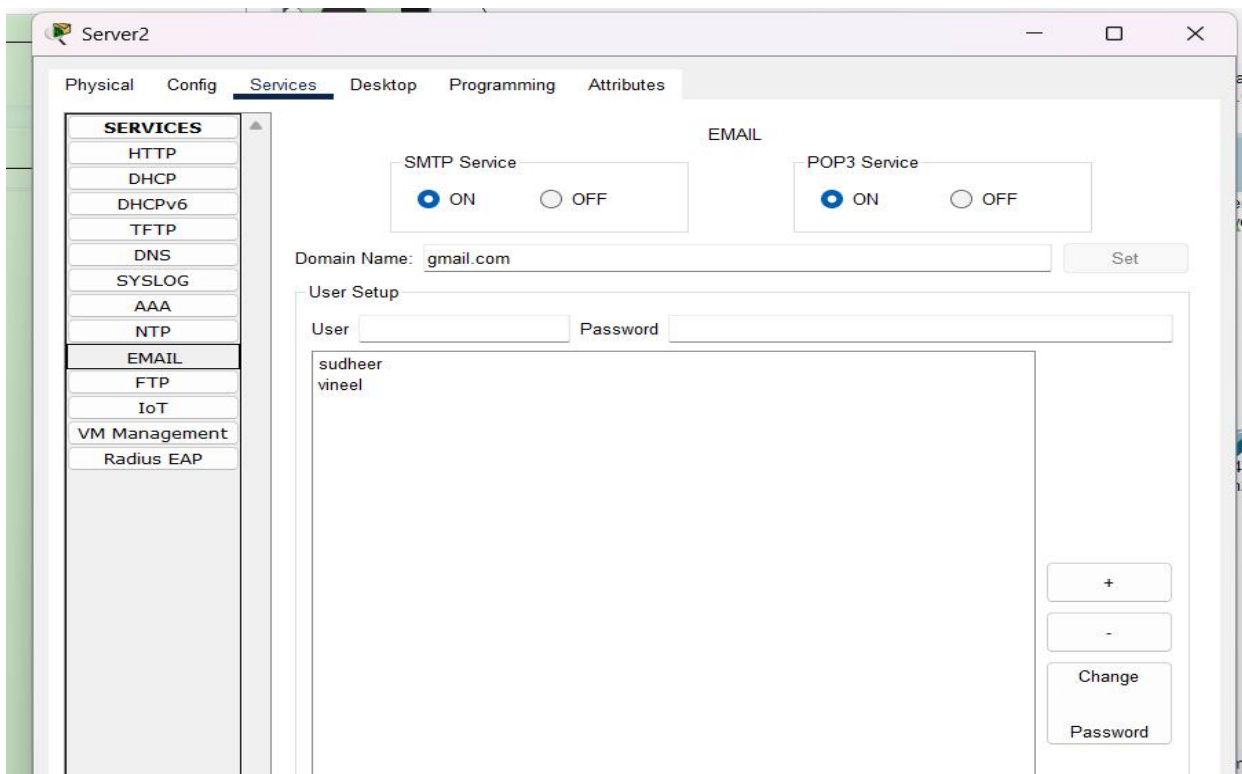 Server2
Physical Config Services Desktop Programming Attributes
SERVICES
HTTP
DHCP
DHCPv6
TFTP
DNS
SYSLOG
AAA
NTP
EMAIL
FTP
IoT
VM Management
Radius EAP
EMAIL
SMTP Service
ON OFF
POP3 Service
ON OFF
Domain Name: gmail.com Set
User Setup
User Password
sudheer
vineel
+
-
Change
Password